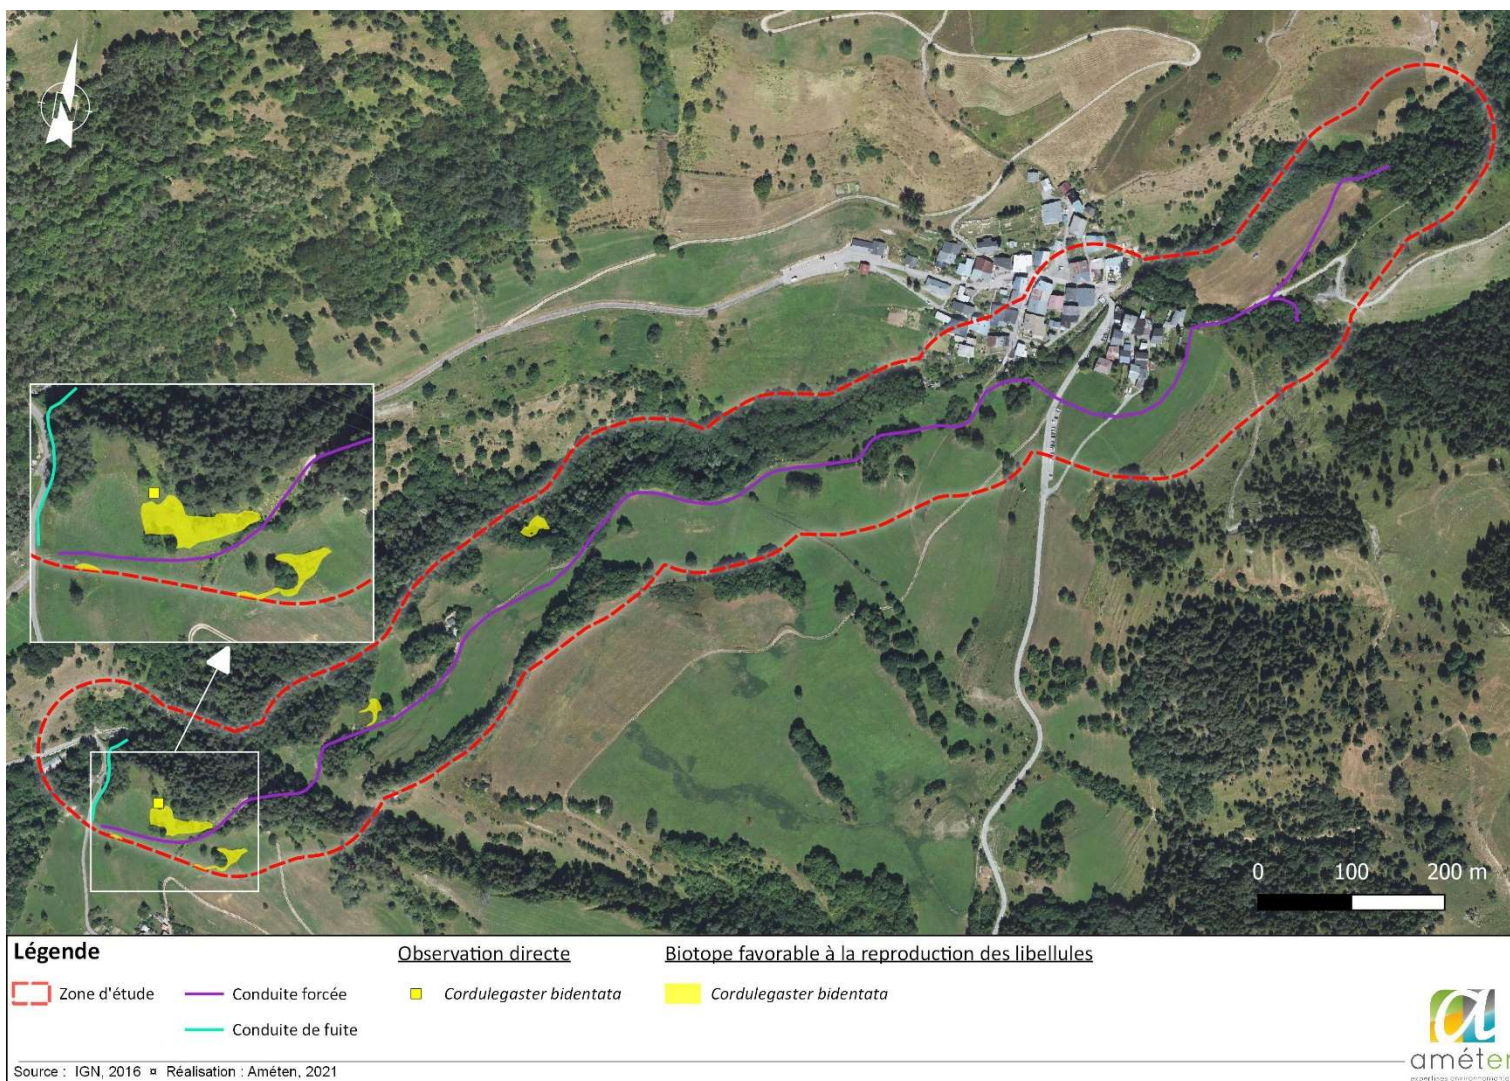 N
0 100 200 m
Légende
Observation directe
Biotope favorable à la reproduction des libellules
Zone d'étude
Conduite forcée
Cordulegaster bidentata
Cordulegaster bidentata
Conduite de fuite
Source : IGN, 2016 ¤ Réalisation : Améten, 2021
améten